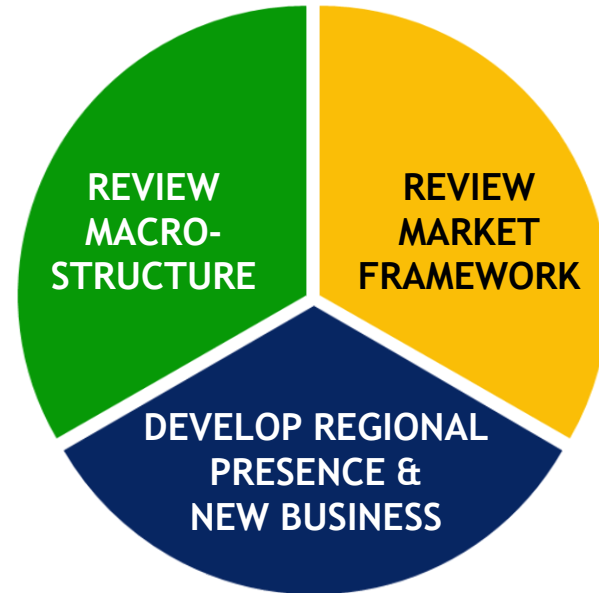 REVIEW
MACRO-
STRUCTURE
REVIEW
MARKET
FRAMEWORK
DEVELOP REGIONAL
PRESENCE &
NEW BUSINESS